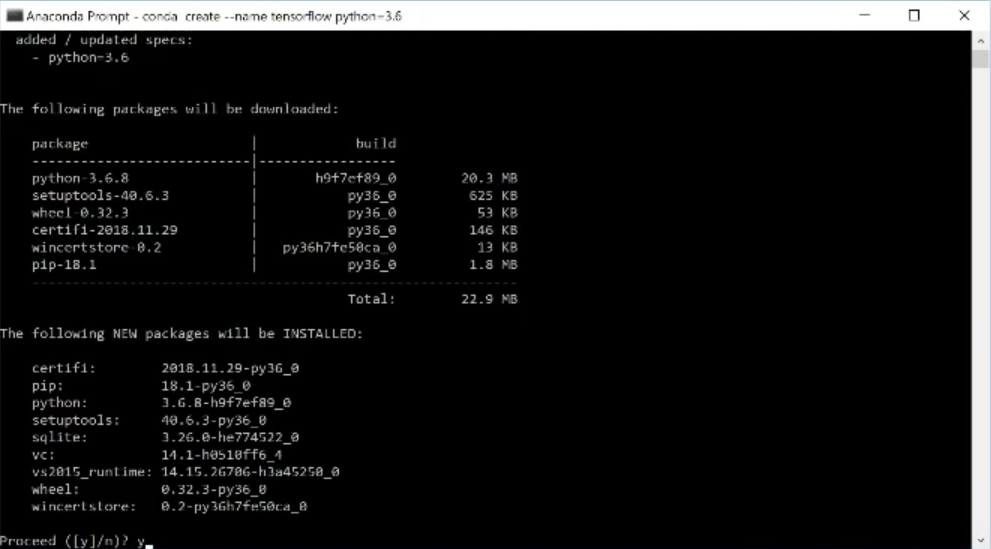 Anaconda Prompt - conda create --name tensorflow python=3.6
added / updated specs:
- python=3.6
The following packages will be downloaded:
package | build
---------------------------|-----------------
python-3.6.8 | h9f7ef89_0 20.3 MB
setuptools-40.6.3 | py36_0 625 KB
wheel-0.32.3 | py36_0 53 KB
certifi-2018.11.29 | py36_0 146 KB
wincertstore-0.2 | py36h7fe50ca_0 13 KB
pip-18.1 | py36_0 1.8 MB
------------------------------------------------------------
Total: 22.9 MB
The following NEW packages will be INSTALLED:
certifi: 2018.11.29-py36_0
pip: 18.1-py36_0
python: 3.6.8-h9f7ef89_0
setuptools: 40.6.3-py36_0
sqlite: 3.26.0-he774522_0
vc: 14.1-h0510ff6_4
vs2015_runtime: 14.15.26706-h3a45250_0
wheel: 0.32.3-py36_0
wincertstore: 0.2-py36h7fe50ca_0
Proceed ([y]/n)? y